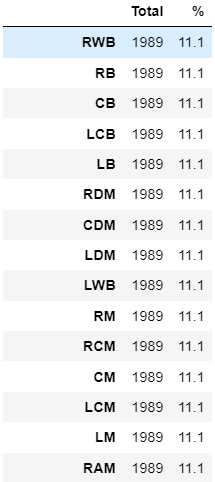 Total %
RWB 1989 11.1
RB 1989 11.1
CB 1989 11.1
LCB 1989 11.1
LB 1989 11.1
RDM 1989 11.1
CDM 1989 11.1
LDM 1989 11.1
LWB 1989 11.1
RM 1989 11.1
RCM 1989 11.1
CM 1989 11.1
LCM 1989 11.1
LM 1989 11.1
RAM 1989 11.1